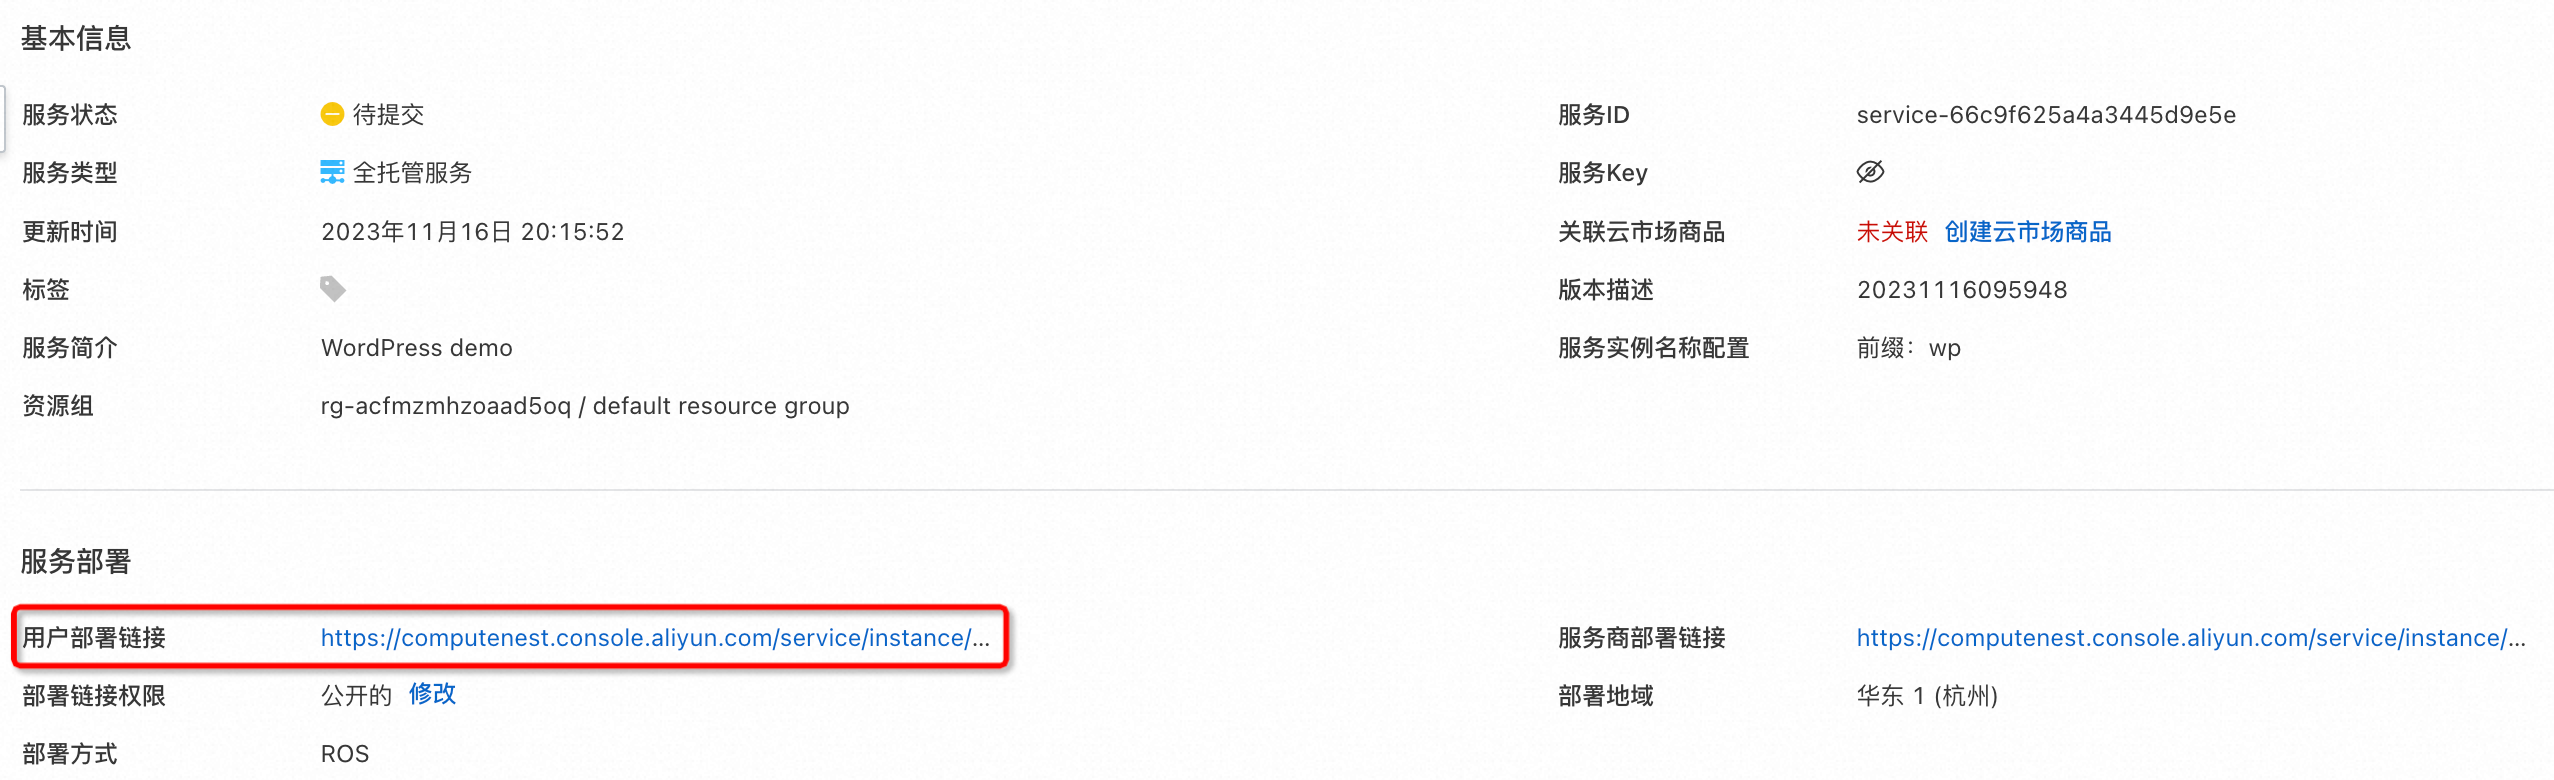 基本信息
服务状态 待提交 服务ID service-66c9f625a4a3445d9e5e
服务类型 全托管服务 服务Key
更新时间 2023年11月16日 20:15:52 关联云市场商品 未关联 创建云市场商品
标签 版本描述 20231116095948
服务简介 WordPress demo 服务实例名称配置 前缀：wp
资源组 rg-acfmzmhzoaad5oq / default resource group
服务部署
用户部署链接 https://computenest.console.aliyun.com/service/instance/... 服务商部署链接 https://computenest.console.aliyun.com/service/instance/...
部署链接权限 公开的 修改 部署地域 华东 1 (杭州)
部署方式 ROS